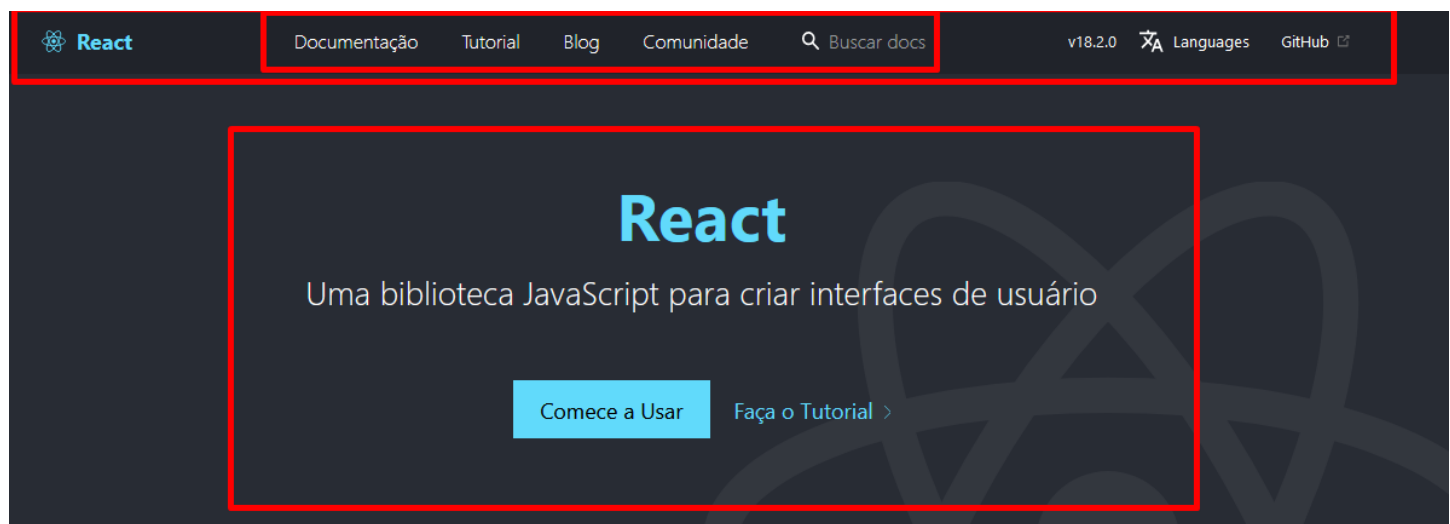 React Documentação Tutorial Blog Comunidade Buscar docs v18.2.0 Languages GitHub
React
Uma biblioteca JavaScript para criar interfaces de usuário
Comece a Usar Faça o Tutorial >